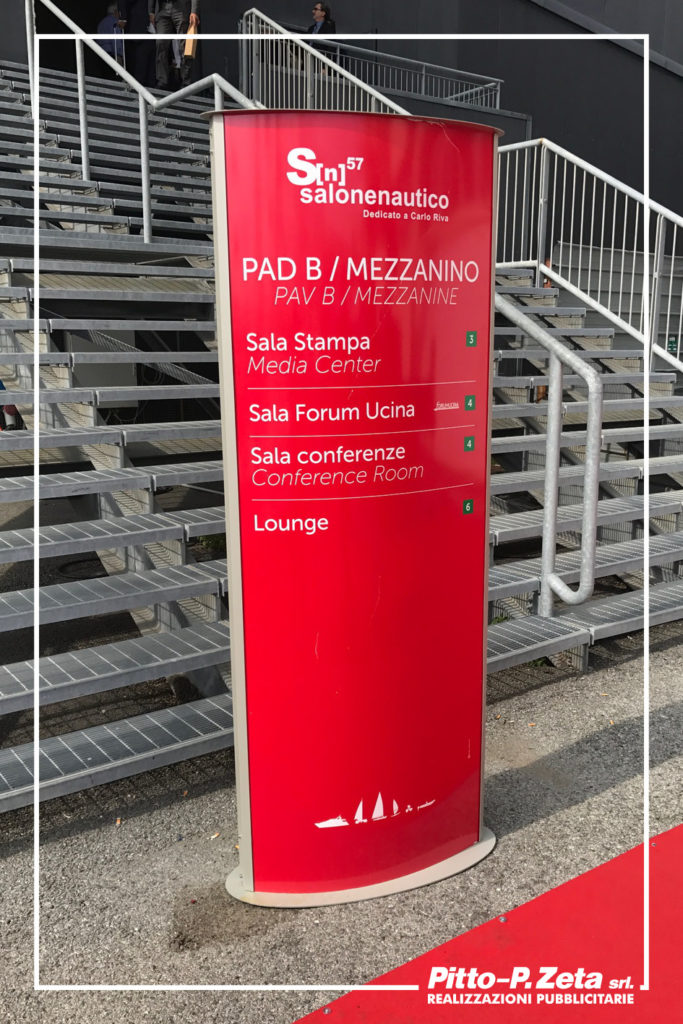 S[n]57
salonenautico
Dedicato a Carlo Riva
PAD B / MEZZANINO
PAV B / MEZZANINE
Sala Stampa 3
Media Center
Sala Forum Ucina 4
Sala conferenze 4
Conference Room
Lounge 6
Pitto-P. Zeta srl.
REALIZZAZIONI PUBBLICITARIE